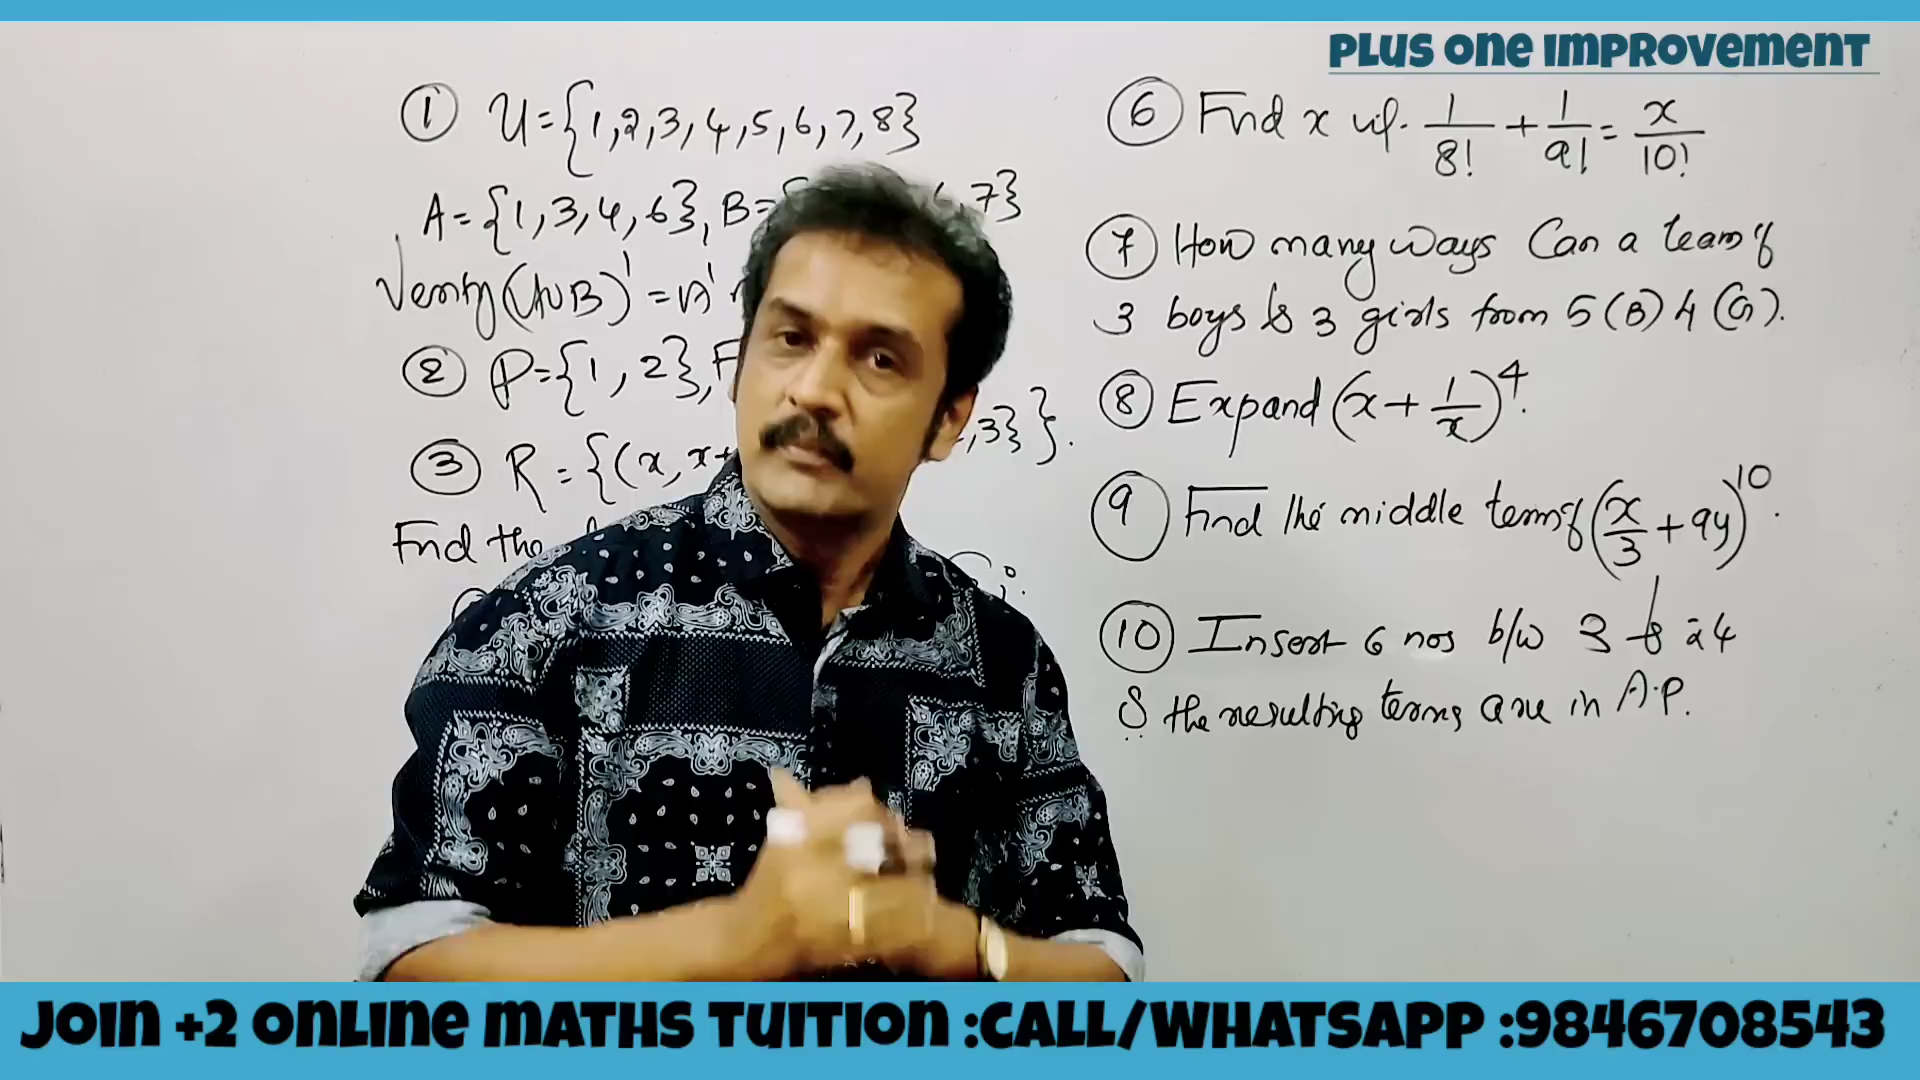 PLUS ONE IMPROVEMENT
① U={1,2,3,4,5,6,7,8}
A={1,3,4,6}, B={ 6,7}
Verify (AUB)' = A'
② P={1,2},
③ R={(x,x+ ,3}}.
Find the
⑥ Find x if 1/8! + 1/9! = x/10!
⑦ How many ways can a team of
3 boys & 3 girls from 5(B) 4(G).
⑧ Expand (x+1/x)^4.
⑨ Find the middle term of (x/3+9y)^10.
⑩ Insert 6 nos b/w 3 & 24
∴ the resulting terms are in A.P.
JOIN +2 ONLINE MATHS TUITION :CALL/WHATSAPP :9846708543